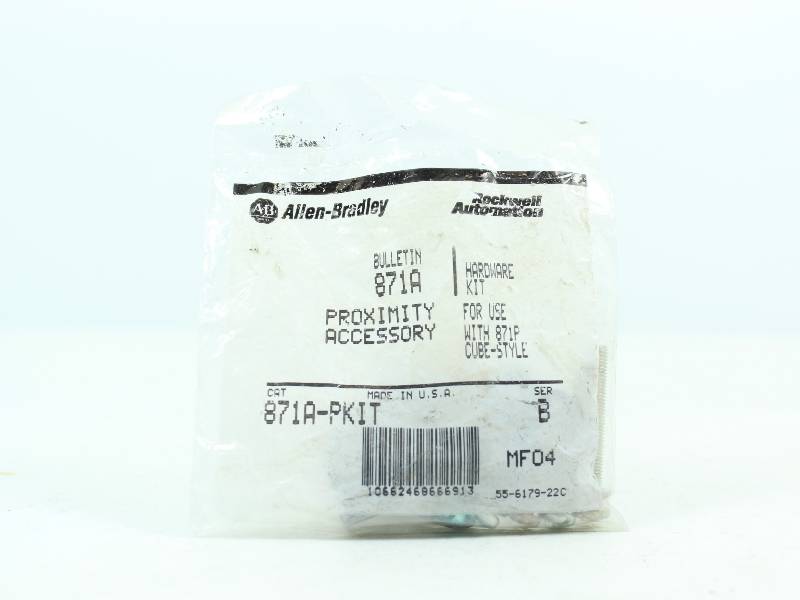 AB Allen-Bradley
Rockwell
Automation
BULLETIN
871A
PROXIMITY
ACCESSORY
HARDWARE
KIT
FOR USE
WITH 871P
CUBE-STYLE
CAT MADE IN U.S.A. SER
871A-PKIT B
MF04
10662468666913
55-6179-22C